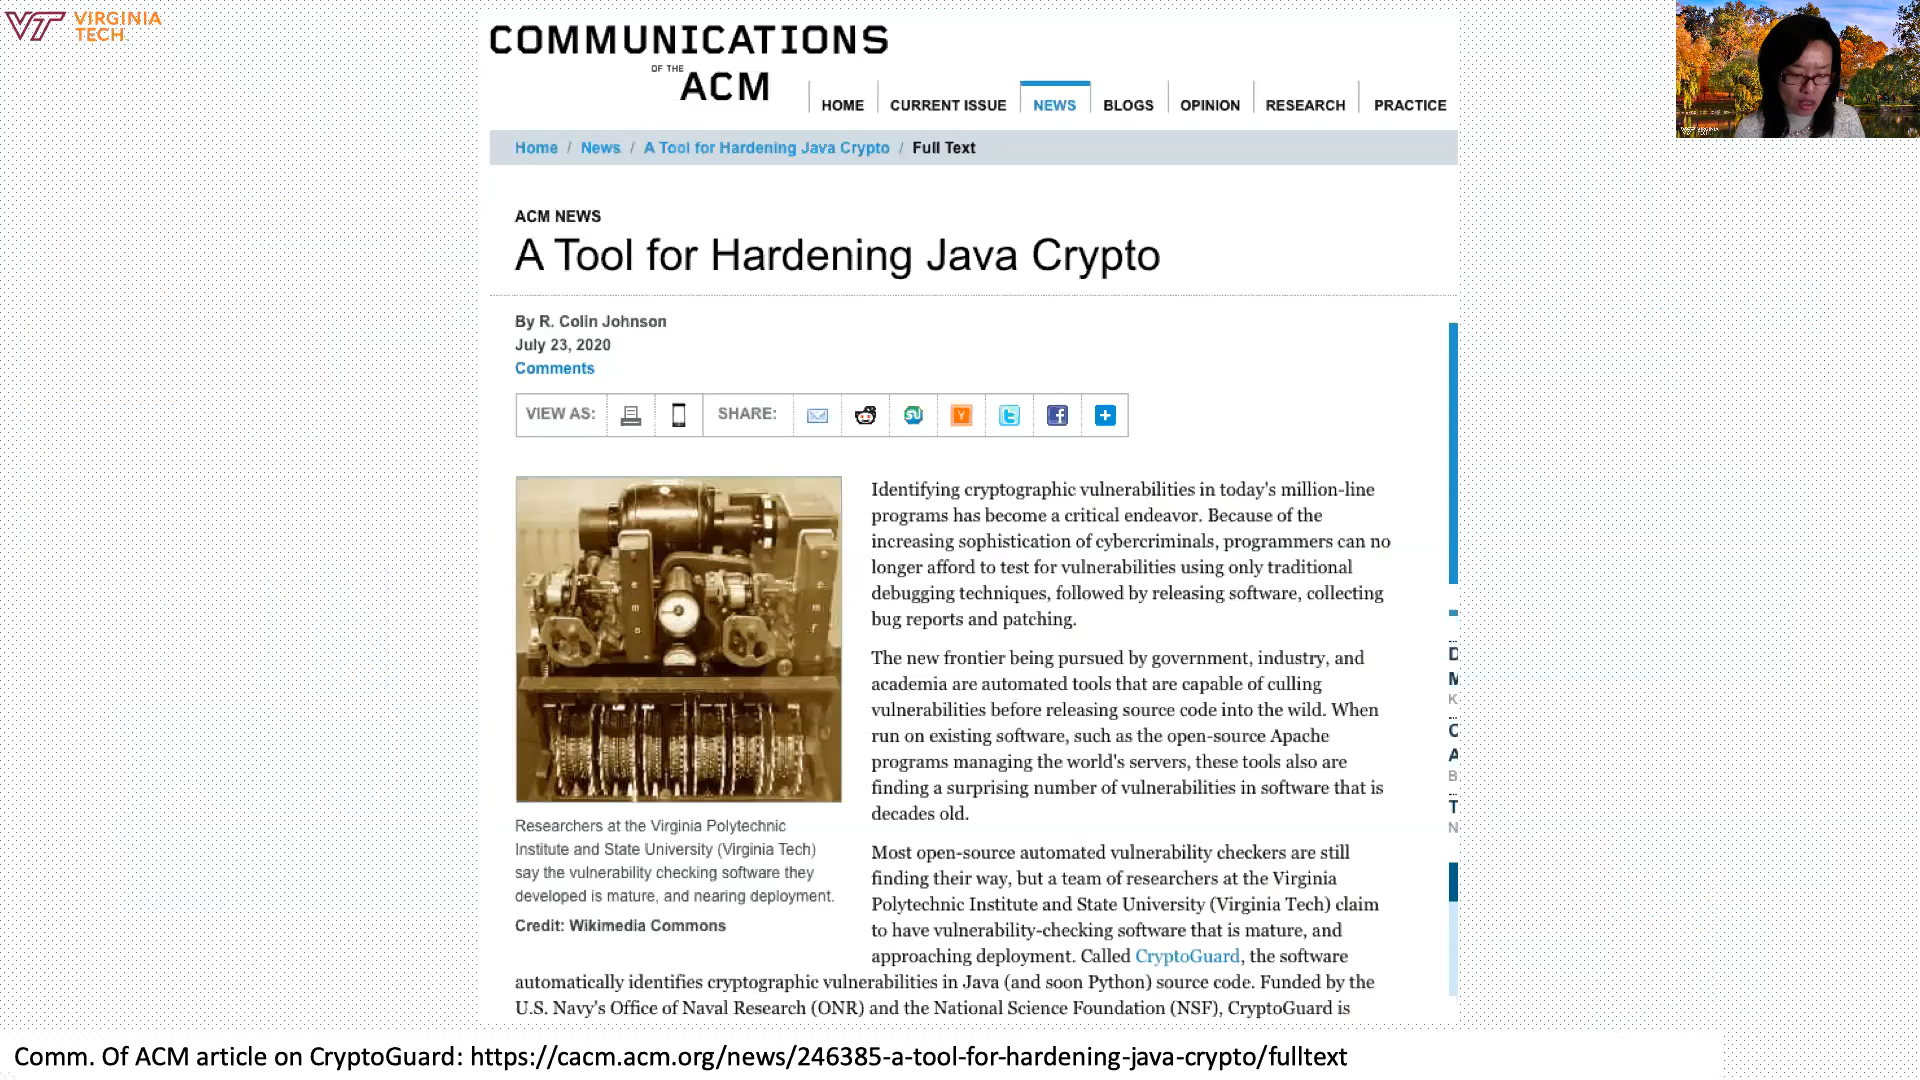 VIRGINIA
TECH
COMMUNICATIONS
OF THE
ACM
HOME CURRENT ISSUE NEWS BLOGS OPINION RESEARCH PRACTICE
Home / News / A Tool for Hardening Java Crypto / Full Text
ACM NEWS
A Tool for Hardening Java Crypto
By R. Colin Johnson
July 23, 2020
Comments
VIEW AS: SHARE:
Researchers at the Virginia Polytechnic
Institute and State University (Virginia Tech)
say the vulnerability checking software they
developed is mature, and nearing deployment.
Credit: Wikimedia Commons
Identifying cryptographic vulnerabilities in today's million-line
programs has become a critical endeavor. Because of the
increasing sophistication of cybercriminals, programmers can no
longer afford to test for vulnerabilities using only traditional
debugging techniques, followed by releasing software, collecting
bug reports and patching.
The new frontier being pursued by government, industry, and
academia are automated tools that are capable of culling
vulnerabilities before releasing source code into the wild. When
run on existing software, such as the open-source Apache
programs managing the world's servers, these tools also are
finding a surprising number of vulnerabilities in software that is
decades old.
Most open-source automated vulnerability checkers are still
finding their way, but a team of researchers at the Virginia
Polytechnic Institute and State University (Virginia Tech) claim
to have vulnerability-checking software that is mature, and
approaching deployment. Called CryptoGuard, the software
automatically identifies cryptographic vulnerabilities in Java (and soon Python) source code. Funded by the
U.S. Navy's Office of Naval Research (ONR) and the National Science Foundation (NSF), CryptoGuard is
Comm. Of ACM article on CryptoGuard: https://cacm.acm.org/news/246385-a-tool-for-hardening-java-crypto/fulltext